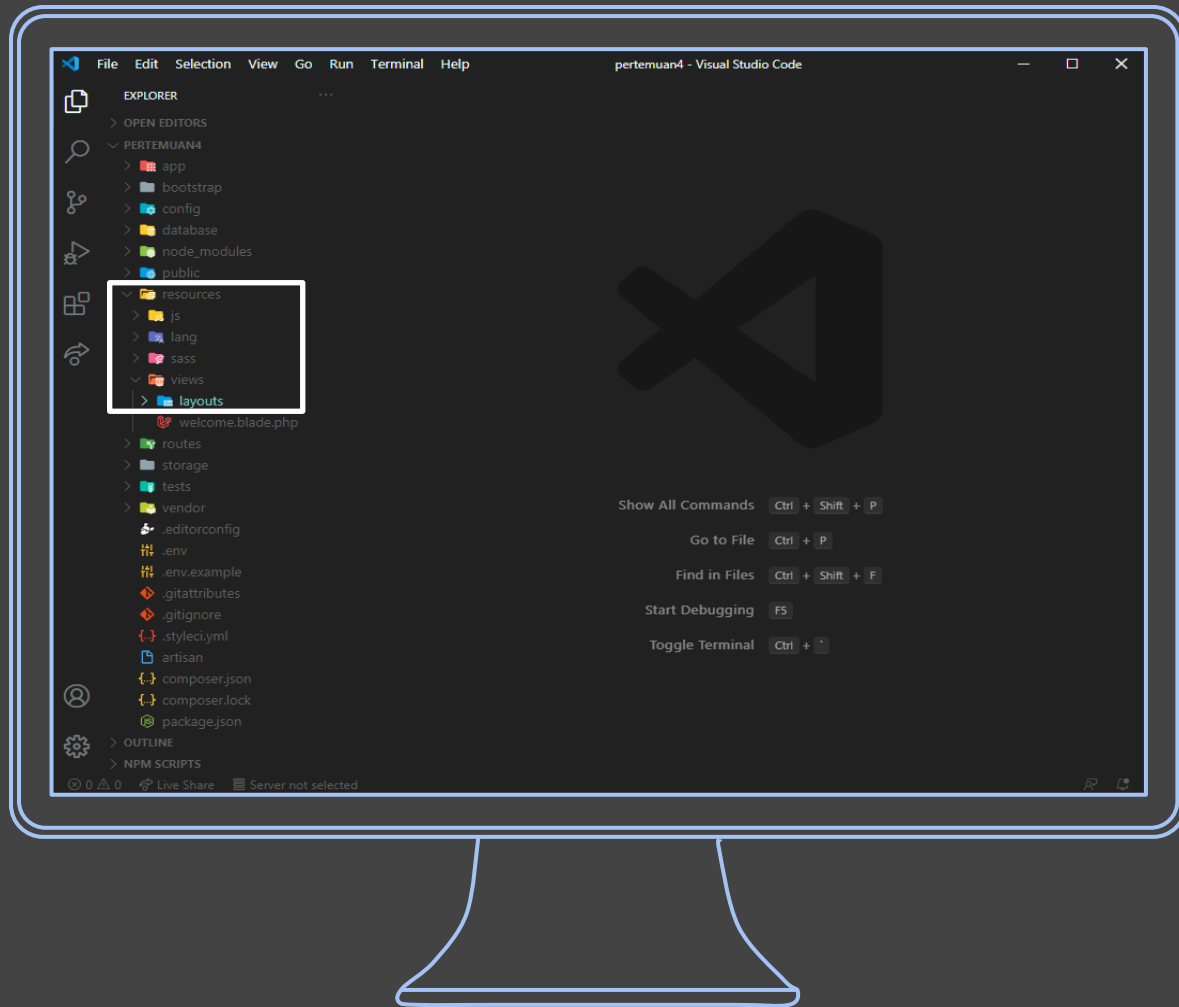 File Edit Selection View Go Run Terminal Help pertemuan4 - Visual Studio Code
EXPLORER
OPEN EDITORS
PERTEMUAN4
app
bootstrap
config
database
node_modules
public
resources
js
lang
sass
views
layouts
welcome.blade.php
routes
storage
tests
vendor
.editorconfig
.env
.env.example
.gitattributes
.gitignore
.styleci.yml
artisan
composer.json
composer.lock
package.json
OUTLINE
NPM SCRIPTS
Show All Commands Ctrl + Shift + P
Go to File Ctrl + P
Find in Files Ctrl + Shift + F
Start Debugging F5
Toggle Terminal Ctrl + `
0 0 Live Share Server not selected